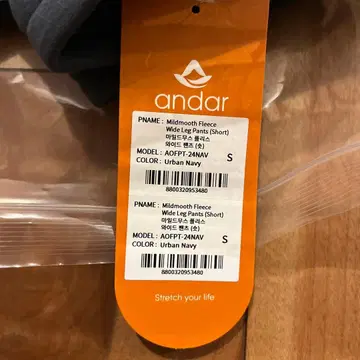 andar
PNAME : Mildmooth Fleece
Wide Leg Pants (Short)
마일드무스 플리스
와이드 팬츠 (숏)
MODEL : AOFPT-24NAV
COLOR : Urban Navy
S
8800320953480
PNAME : Mildmooth Fleece
Wide Leg Pants (Short)
마일드무스 플리스
와이드 팬츠 (숏)
MODEL : AOFPT-24NAV
COLOR : Urban Navy
S
8800320953480
Stretch your life